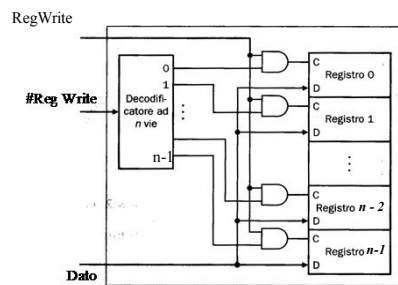 RegWrite
0
C
Registro 0
1
D
Decodifi-
catore ad
n vie
#Reg Write
C
Registro 1
D
n-1
C
Registro n - 2
D
C
Registro n-1
D
Dato